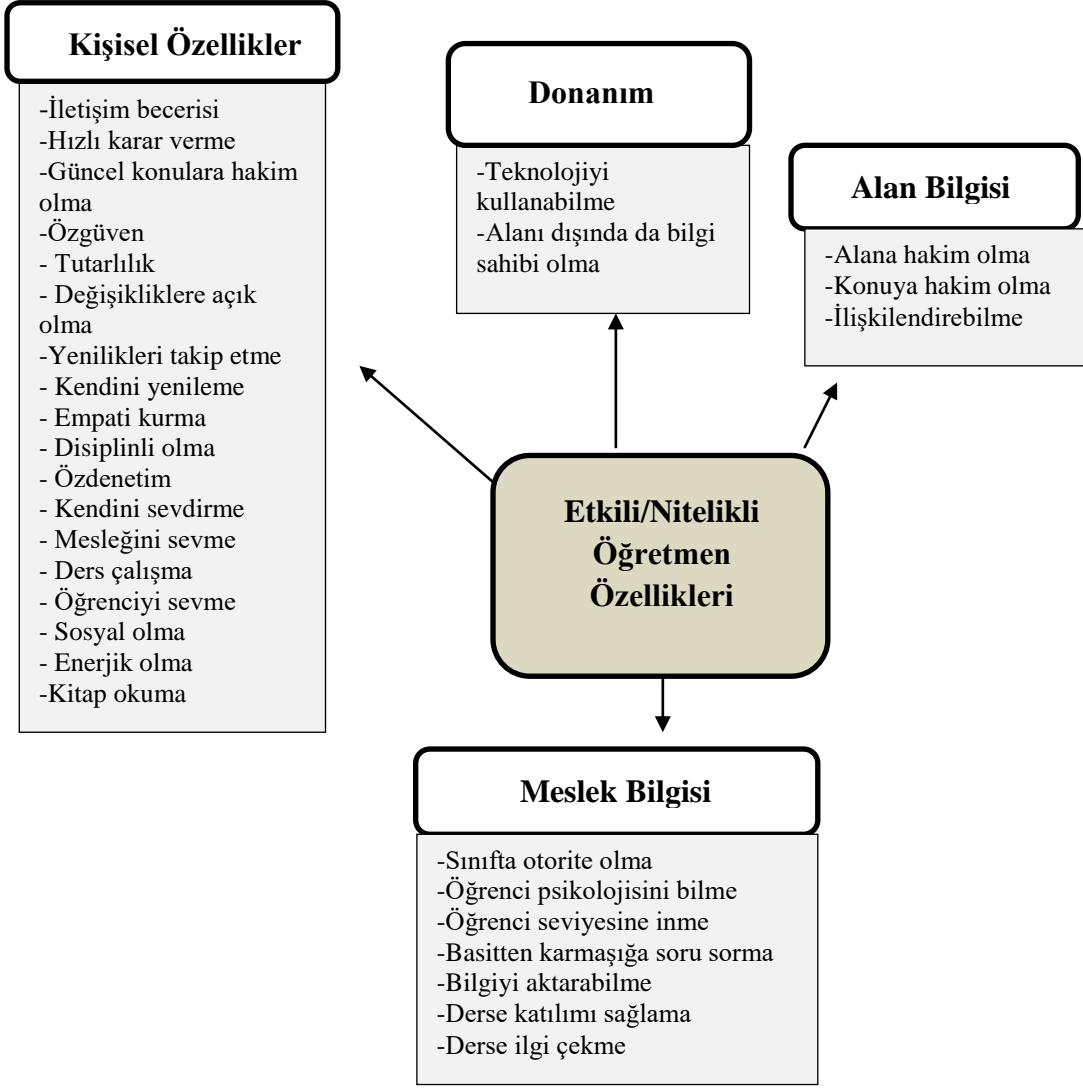 Kişisel Özellikler
-İletişim becerisi
-Hızlı karar verme
-Güncel konulara hakim
olma
-Özgüven
- Tutarlılık
- Değişikliklere açık
olma
-Yenilikleri takip etme
- Kendini yenileme
- Empati kurma
- Disiplinli olma
- Özdenetim
- Kendini sevdirme
- Mesleğini sevme
- Ders çalışma
- Öğrenciyi sevme
- Sosyal olma
- Enerjik olma
-Kitap okuma
Donanım
-Teknolojiyi
kullanabilme
-Alanı dışında da bilgi
sahibi olma
Alan Bilgisi
-Alana hakim olma
-Konuya hakim olma
-İlişkilendirebilme
Etkili/Nitelikli
Öğretmen
Özellikleri
Meslek Bilgisi
-Sınıfta otorite olma
-Öğrenci psikolojisini bilme
-Öğrenci seviyesine inme
-Basitten karmaşığa soru sorma
-Bilgiyi aktarabilme
-Derse katılımı sağlama
-Derse ilgi çekme